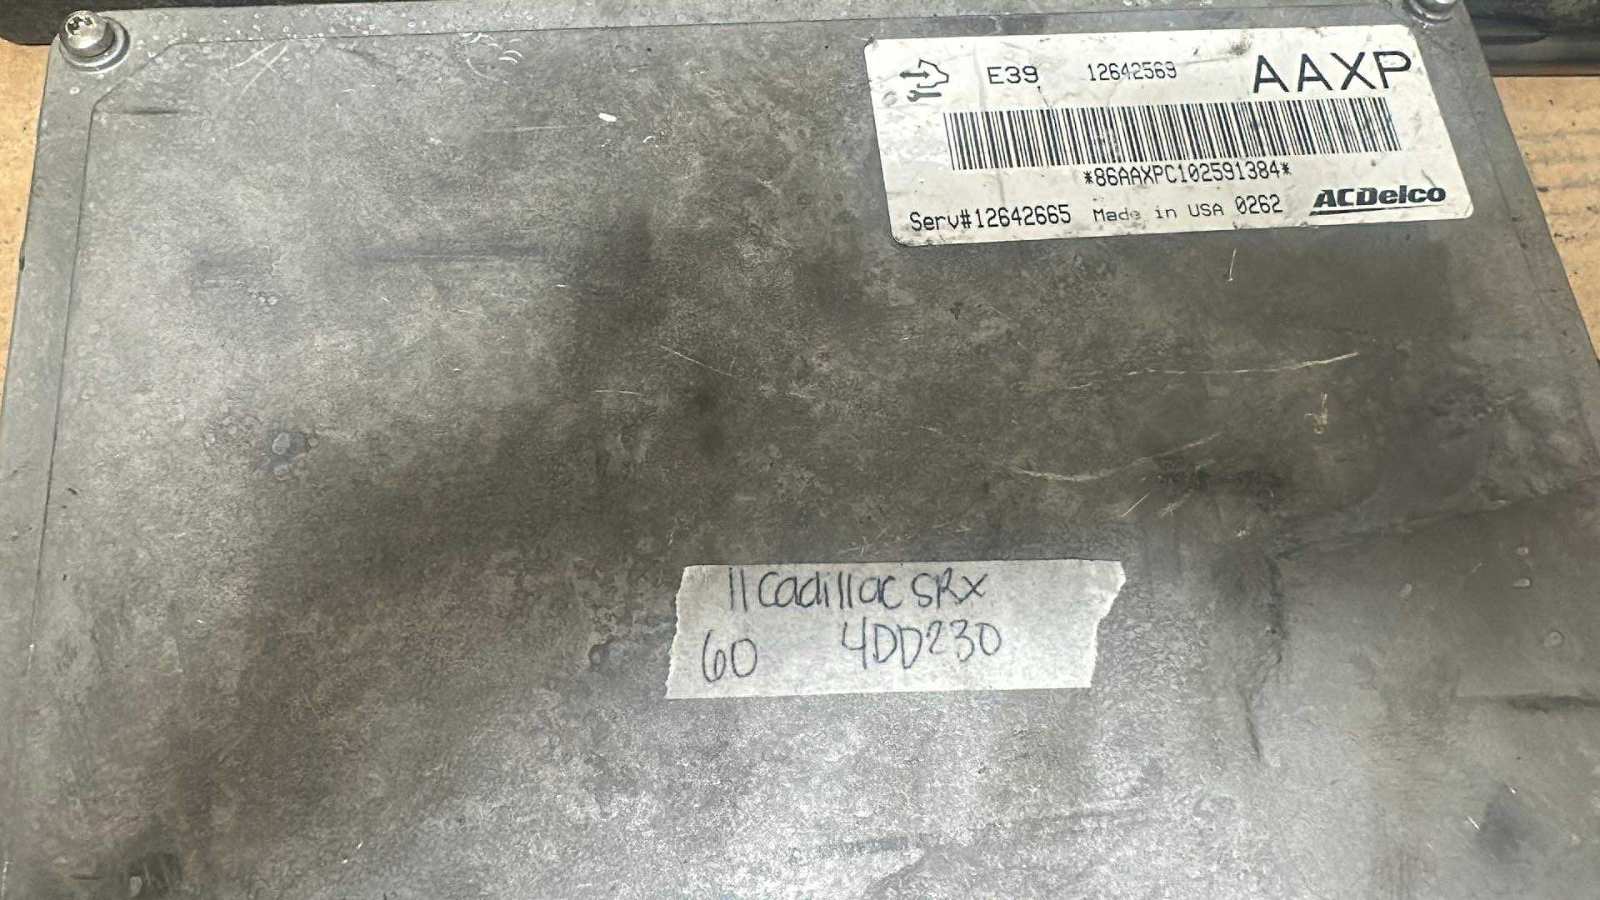 E39 12642569 AAXP
*86AAXPC102591384*
Serv#12642665 Made in USA 0262 ACDelco
11 Cadillac SRX
60 4DD230